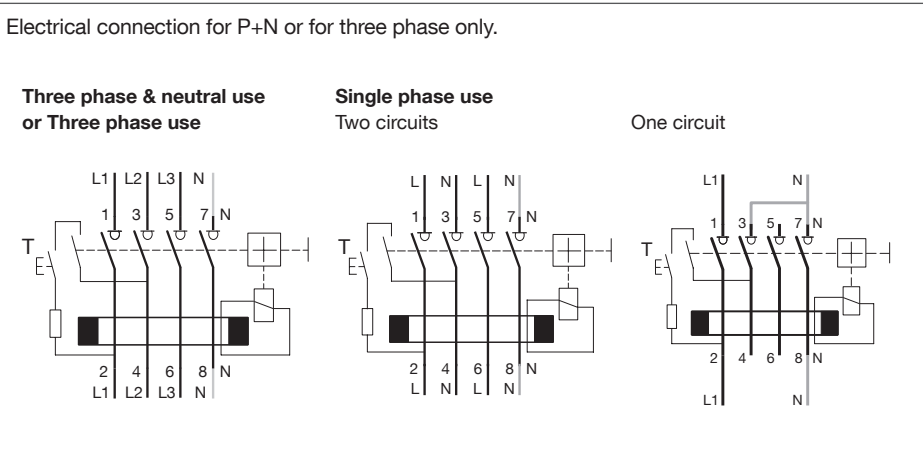 Electrical connection for P+N or for three phase only.
Three phase & neutral use
or Three phase use
Single phase use
Two circuits
One circuit
L1 L2 L3 N
1 3 5 7 N
T
2 4 6 8 N
L1 L2 L3 N
L N L N
1 3 5 7 N
T
2 4 6 8 N
L N L N
L1 N
1 3 5 7 N
T
2 4 6 8 N
L1 N